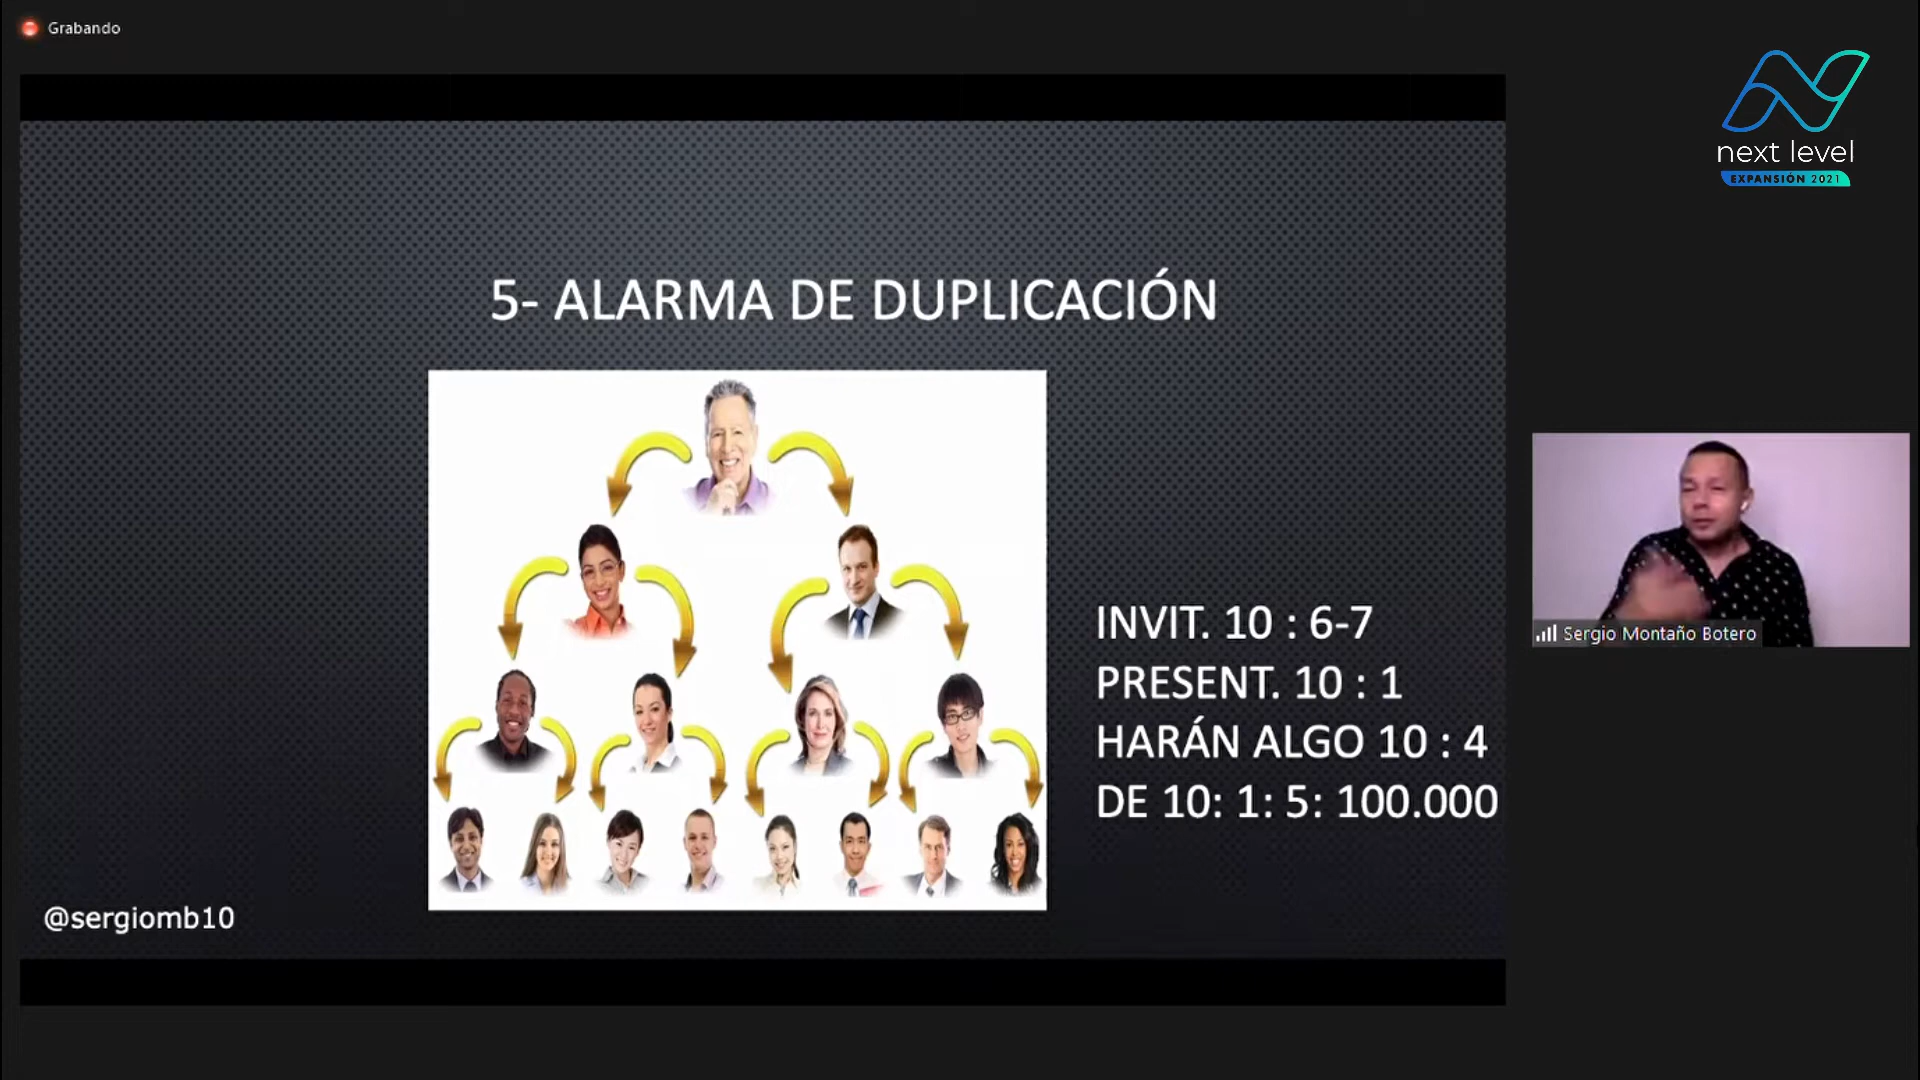 Grabando
next level
EXPANSIÓN 2021
5- ALARMA DE DUPLICACIÓN
INVIT. 10 : 6-7
PRESENT. 10 : 1
HARÁN ALGO 10 : 4
DE 10: 1: 5: 100.000
Sergio Montaño Botero
@sergiomb10